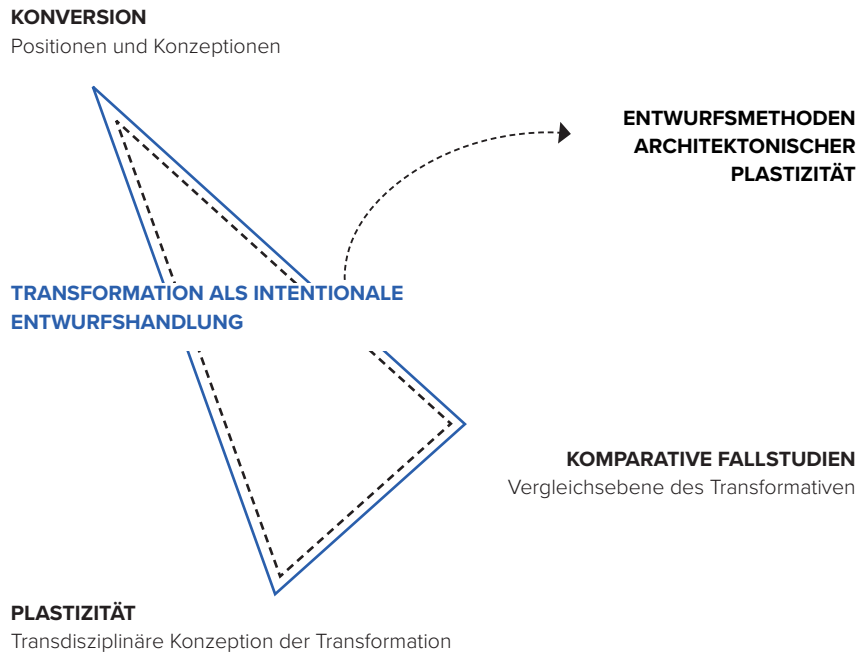 KONVERSION
Positionen und Konzeptionen
ENTWURFSMETHODEN
ARCHITEKTONISCHER
PLASTIZITÄT
TRANSFORMATION ALS INTENTIONALE
ENTWURFSHANDLUNG
KOMPARATIVE FALLSTUDIEN
Vergleichsebene des Transformativen
PLASTIZITÄT
Transdisziplinäre Konzeption der Transformation